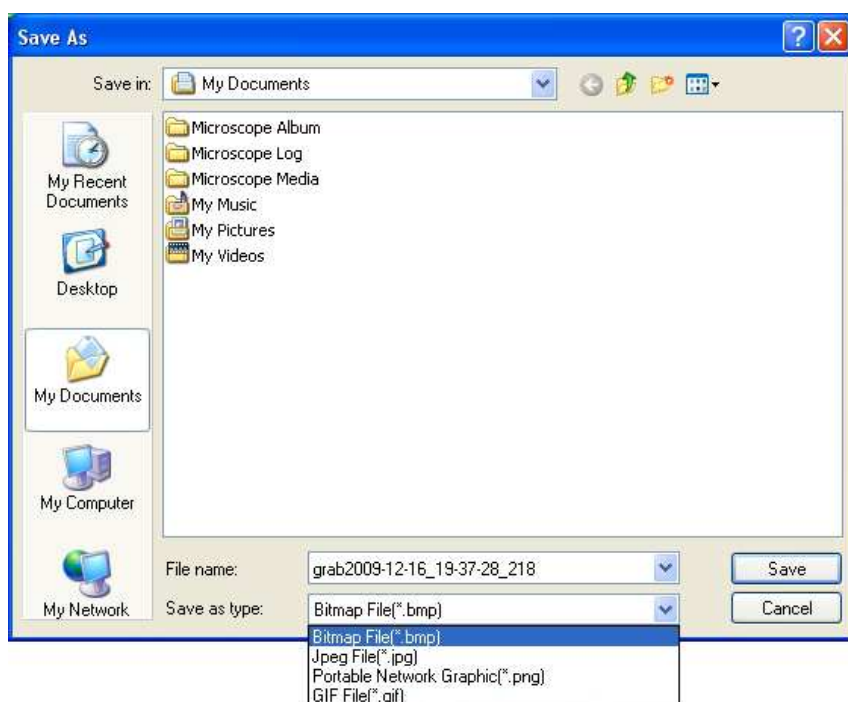 Save As
Save in:
My Documents
Microscope Album
Microscope Log
Microscope Media
My Music
My Pictures
My Videos
My Recent
Documents
Desktop
My Documents
My Computer
My Network
File name:
grab2009-12-16_19-37-28_218
Save
Save as type:
Bitmap File(*.bmp)
Cancel
Bitmap File(*.bmp)
Jpeg File(*.jpg)
Portable Network Graphic(*.png)
GIF File(*.gif)